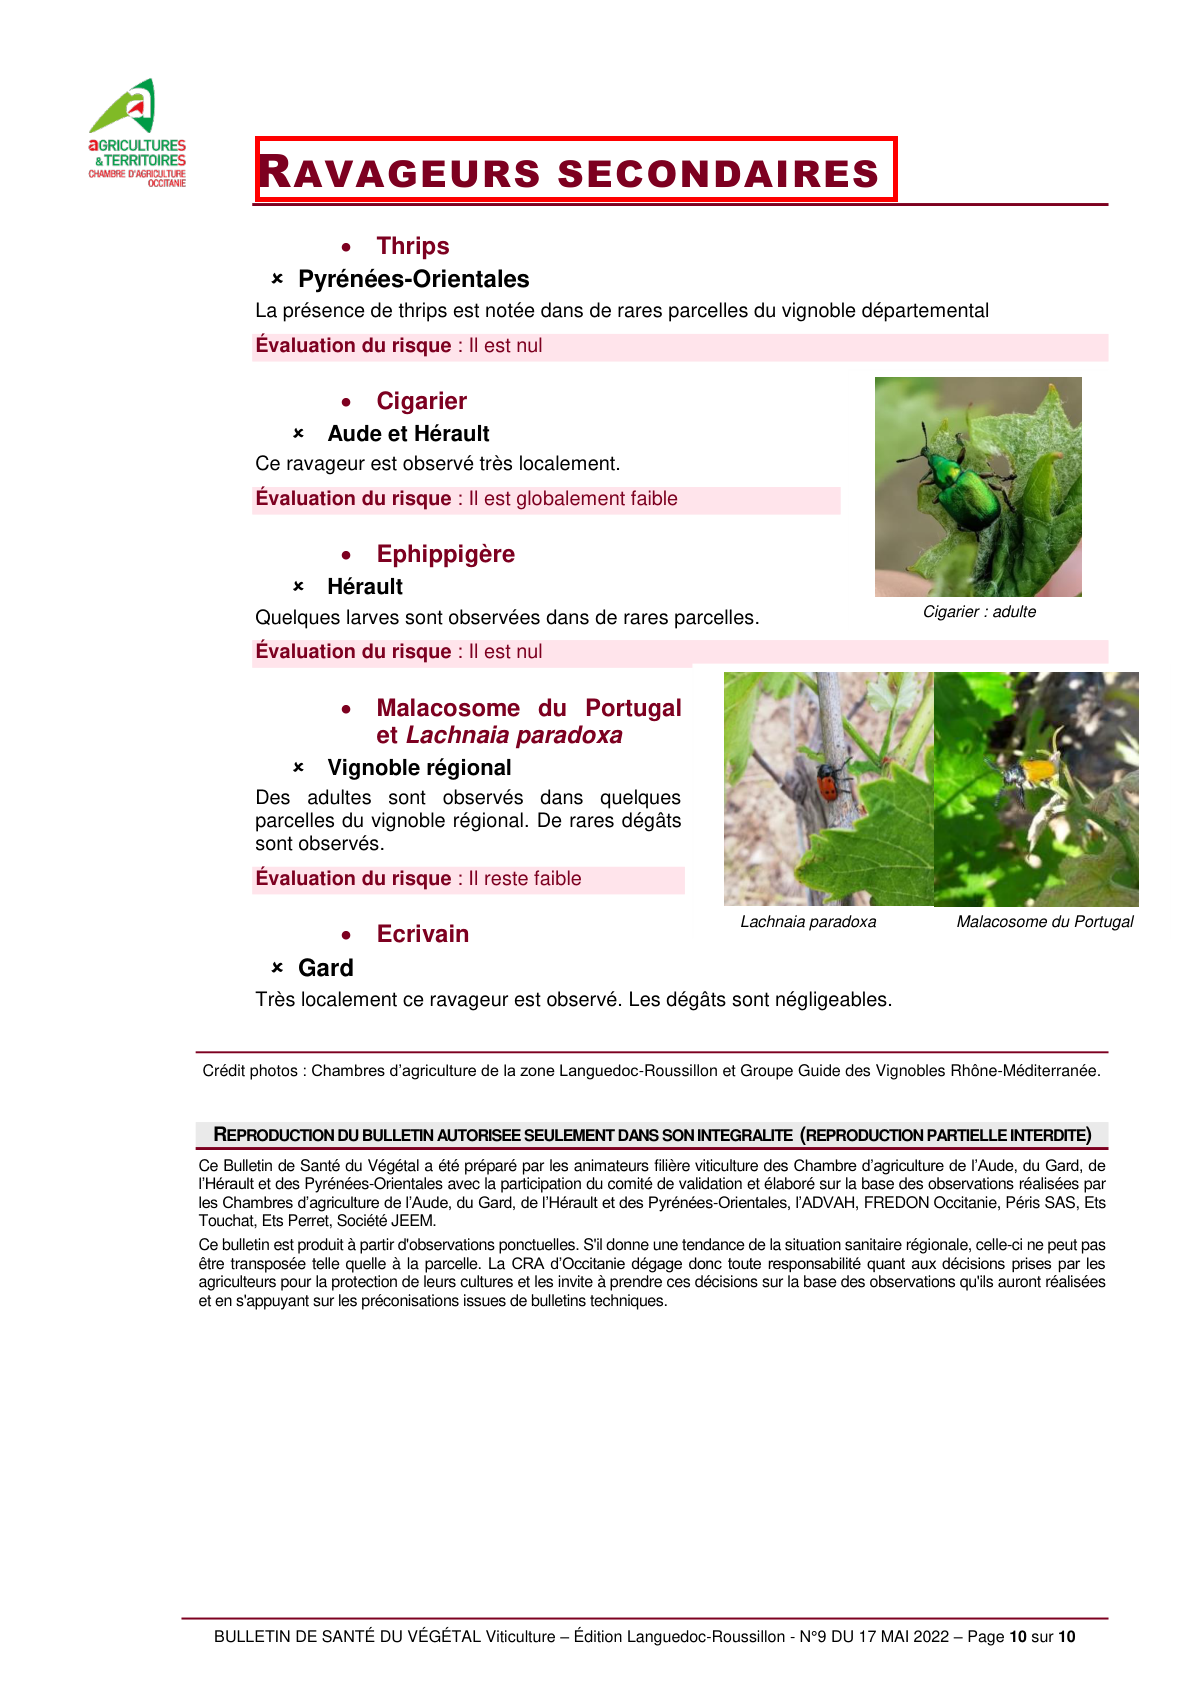 aGRICULTURES
& TERRITOIRES
CHAMBRE D'AGRICULTURE
OCCITANIE
RAVAGEURS SECONDAIRES
• Thrips
× Pyrénées-Orientales
La présence de thrips est notée dans de rares parcelles du vignoble départemental
Évaluation du risque : Il est nul
• Cigarier
× Aude et Hérault
Ce ravageur est observé très localement.
Évaluation du risque : Il est globalement faible
• Ephippigère
× Hérault
Quelques larves sont observées dans de rares parcelles.
Cigarier : adulte
Évaluation du risque : Il est nul
• Malacosome du Portugal
et Lachnaia paradoxa
× Vignoble régional
Des adultes sont observés dans quelques
parcelles du vignoble régional. De rares dégâts
sont observés.
Évaluation du risque : Il reste faible
Lachnaia paradoxa
Malacosome du Portugal
• Ecrivain
× Gard
Très localement ce ravageur est observé. Les dégâts sont négligeables.
Crédit photos : Chambres d’agriculture de la zone Languedoc-Roussillon et Groupe Guide des Vignobles Rhône-Méditerranée.
REPRODUCTION DU BULLETIN AUTORISEE SEULEMENT DANS SON INTEGRALITE (REPRODUCTION PARTIELLE INTERDITE)
Ce Bulletin de Santé du Végétal a été préparé par les animateurs filière viticulture des Chambre d’agriculture de l’Aude, du Gard, de
l’Hérault et des Pyrénées-Orientales avec la participation du comité de validation et élaboré sur la base des observations réalisées par
les Chambres d’agriculture de l’Aude, du Gard, de l’Hérault et des Pyrénées-Orientales, l’ADVAH, FREDON Occitanie, Péris SAS, Ets
Touchat, Ets Perret, Société JEEM.
Ce bulletin est produit à partir d'observations ponctuelles. S'il donne une tendance de la situation sanitaire régionale, celle-ci ne peut pas
être transposée telle quelle à la parcelle. La CRA d’Occitanie dégage donc toute responsabilité quant aux décisions prises par les
agriculteurs pour la protection de leurs cultures et les invite à prendre ces décisions sur la base des observations qu'ils auront réalisées
et en s'appuyant sur les préconisations issues de bulletins techniques.
BULLETIN DE SANTÉ DU VÉGÉTAL Viticulture – Édition Languedoc-Roussillon - N°9 DU 17 MAI 2022 – Page 10 sur 10